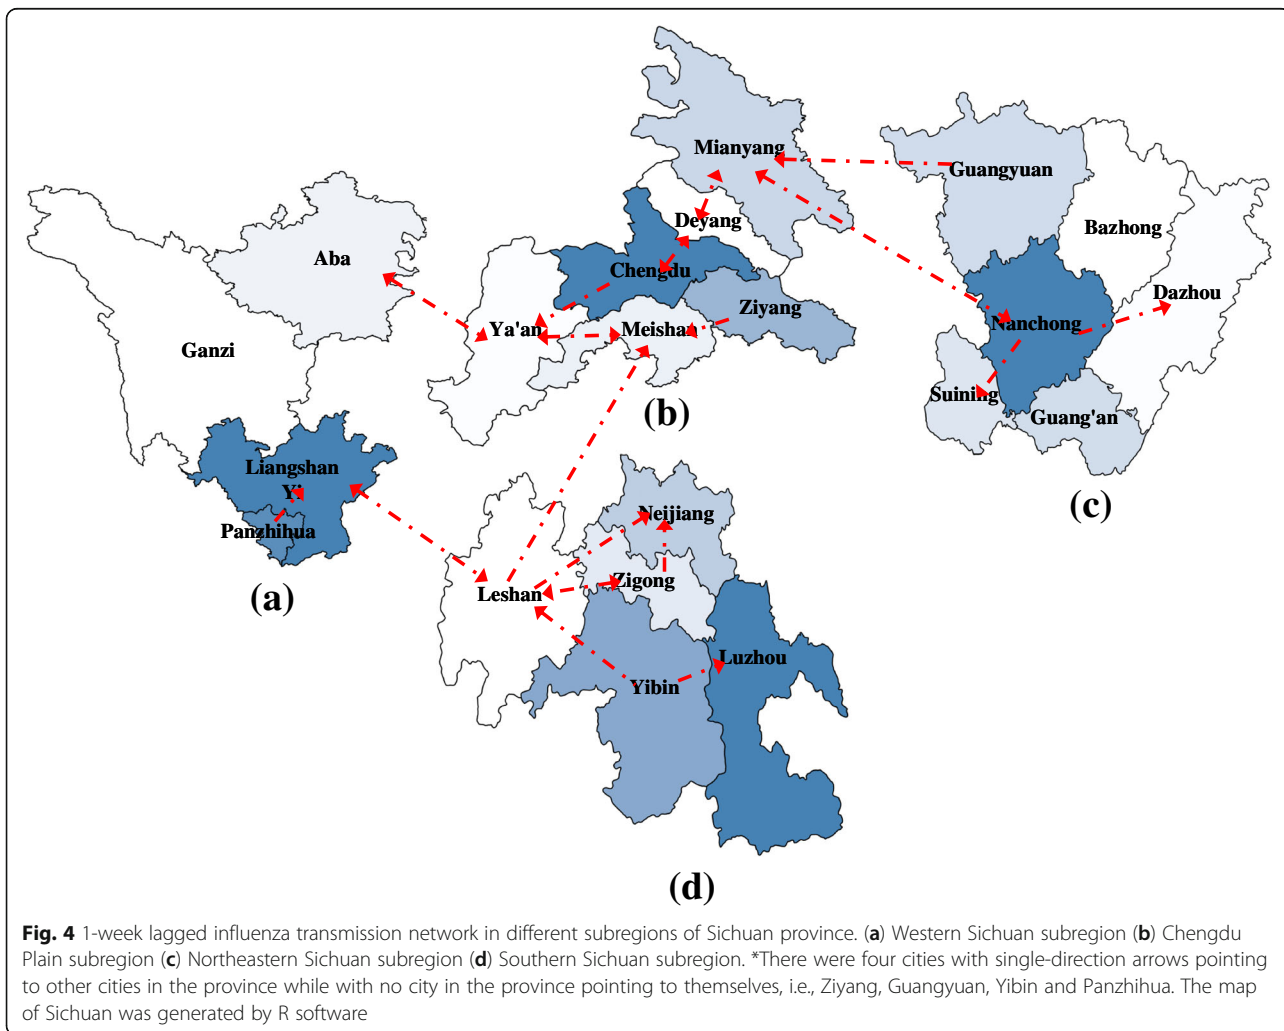 Mianyang
Guangyuan
Deyang
Bazhong
Aba
Chengdu
Dazhou
Ziyang
Nanchong
Ya'an
Meishan
Ganzi
Suining
(b)
Guang'an
Liangshan
Yi
(c)
Neijiang
Panzhihua
Zigong
(a)
Leshan
Luzhou
Yibin
(d)
Fig. 4 1-week lagged influenza transmission network in different subregions of Sichuan province. (a) Western Sichuan subregion (b) Chengdu
Plain subregion (c) Northeastern Sichuan subregion (d) Southern Sichuan subregion. *There were four cities with single-direction arrows pointing
to other cities in the province while with no city in the province pointing to themselves, i.e., Ziyang, Guangyuan, Yibin and Panzhihua. The map
of Sichuan was generated by R software